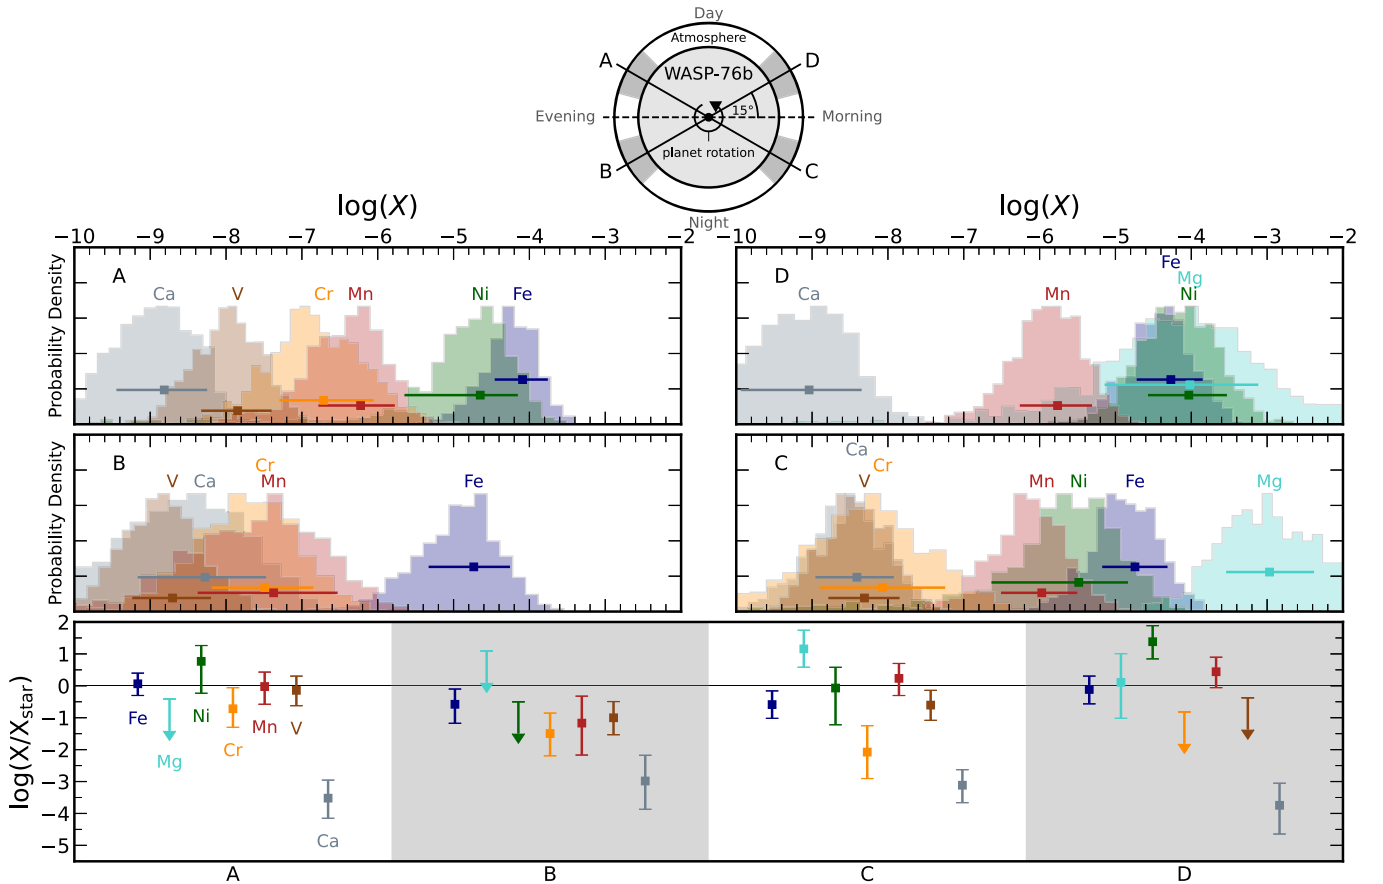 Day
Atmosphere
A
D
WASP-76b
15°
Evening
Morning
planet rotation
B
C
Night
log(X)
log(X)
−10 −9 −8 −7 −6 −5 −4 −3 −2
−10 −9 −8 −7 −6 −5 −4 −3 −2
Probability Density
A
Ca V Cr Mn Ni Fe
D
Fe
Mg
Ca Mn Ni
Probability Density
B
Cr
V Ca Mn Fe
C
Ca
Cr
V Mn Ni Fe Mg
log(X/X_star)
2
1
0
−1
−2
−3
−4
−5
Fe
Mg
Ni
Cr
Mn
V
Ca
A B C D